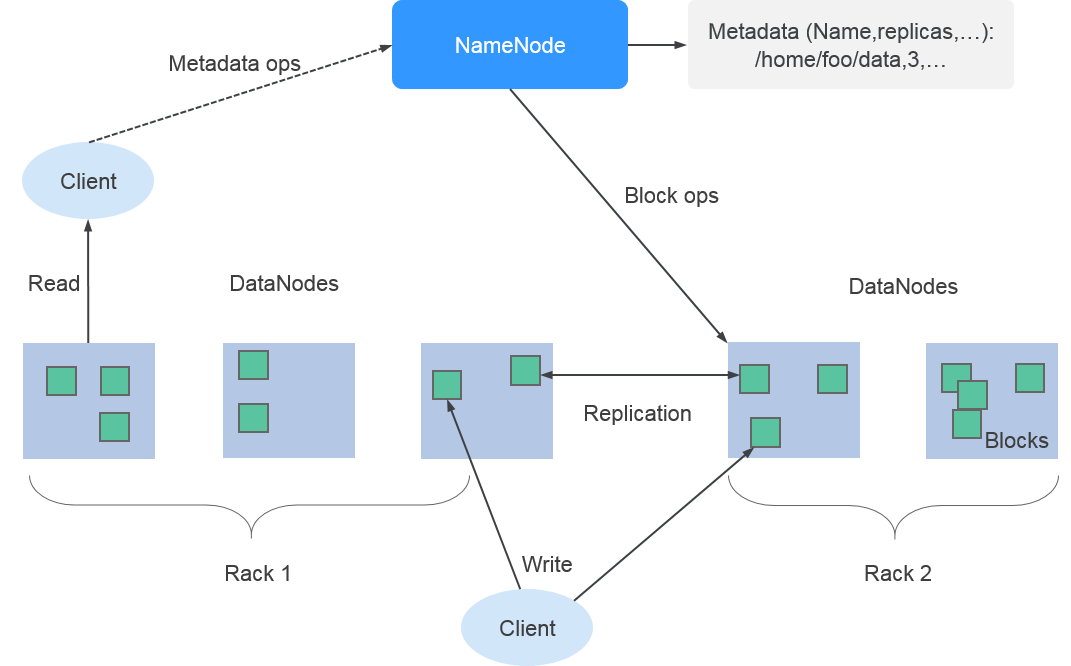 NameNode
Metadata (Name,replicas,…):
/home/foo/data,3,…
Metadata ops
Client
Block ops
Read
DataNodes
DataNodes
Replication
Blocks
Write
Rack 1
Rack 2
Client